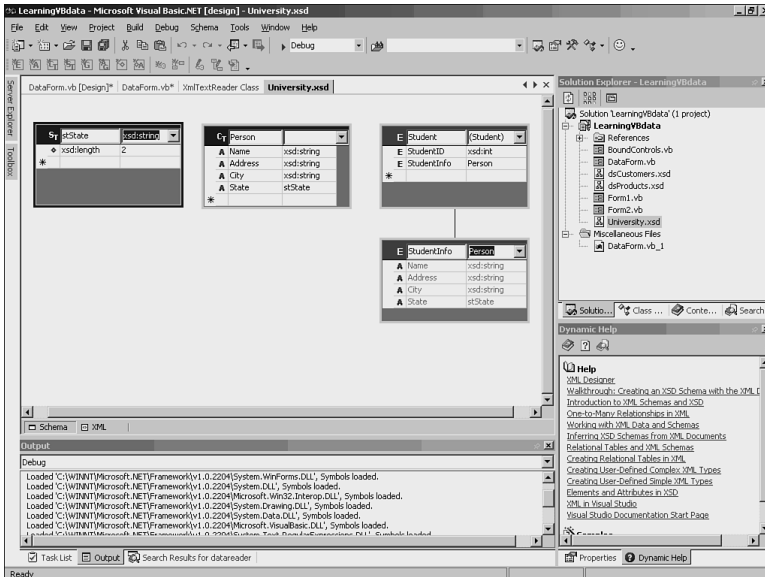 LearningVBdata - Microsoft Visual Basic.NET [design] - University.xsd
File Edit View Project Build Debug Schema Tools Window Help
Debug
DataForm.vb [Design]* DataForm.vb* XmlTextReader Class University.xsd
Server Explorer
Toolbox
ST stState xsd:string
xsd:length 2
CT Person
A Name xsd:string
A Address xsd:string
A City xsd:string
A State stState
E Student (Student)
E StudentID xsd:int
E StudentInfo Person
E StudentInfo Person
A Name xsd:string
A Address xsd:string
A City xsd:string
A State stState
Schema XML
Solution Explorer - LearningVBdata
Solution 'LearningVBdata' (1 project)
LearningVBdata
References
BoundControls.vb
DataForm.vb
dsCustomers.xsd
dsProducts.xsd
Form1.vb
Form2.vb
University.xsd
Miscellaneous Files
DataForm.vb_1
Solutio... Class ... Conte... Search
Dynamic Help
Help
XML Designer
Walkthrough: Creating an XSD Schema with the XML D
Introduction to XML Schemas and XSD
One-to-Many Relationships in XML
Working with XML Data and Schemas
Inferring XSD Schemas from XML Documents
Relational Tables and XML Schemas
Creating Relational Tables in XML
Creating User-Defined Complex XML Types
Creating User-Defined Simple XML Types
Elements and Attributes in XSD
XML in Visual Studio
Visual Studio Documentation Start Page
Properties Dynamic Help
Output
Debug
Loaded 'C:\WINNT\Microsoft.NET\Framework\v1.0.2204\System.WinForms.DLL', Symbols loaded.
Loaded 'C:\WINNT\Microsoft.NET\Framework\v1.0.2204\System.DLL', Symbols loaded.
Loaded 'C:\WINNT\Microsoft.NET\Framework\v1.0.2204\Microsoft.Win32.Interop.DLL', Symbols loaded.
Loaded 'C:\WINNT\Microsoft.NET\Framework\v1.0.2204\System.Drawing.DLL', Symbols loaded.
Loaded 'C:\WINNT\Microsoft.NET\Framework\v1.0.2204\System.Data.DLL', Symbols loaded.
Loaded 'C:\WINNT\Microsoft.NET\Framework\v1.0.2204\Microsoft.VisualBasic.DLL', Symbols loaded.
Loaded 'C:\WINNT\Microsoft.NET\Framework\v1.0.2204\System.Text.RegularExpressions.DLL', Symbols loaded.
Task List Output Search Results for datareader
Ready